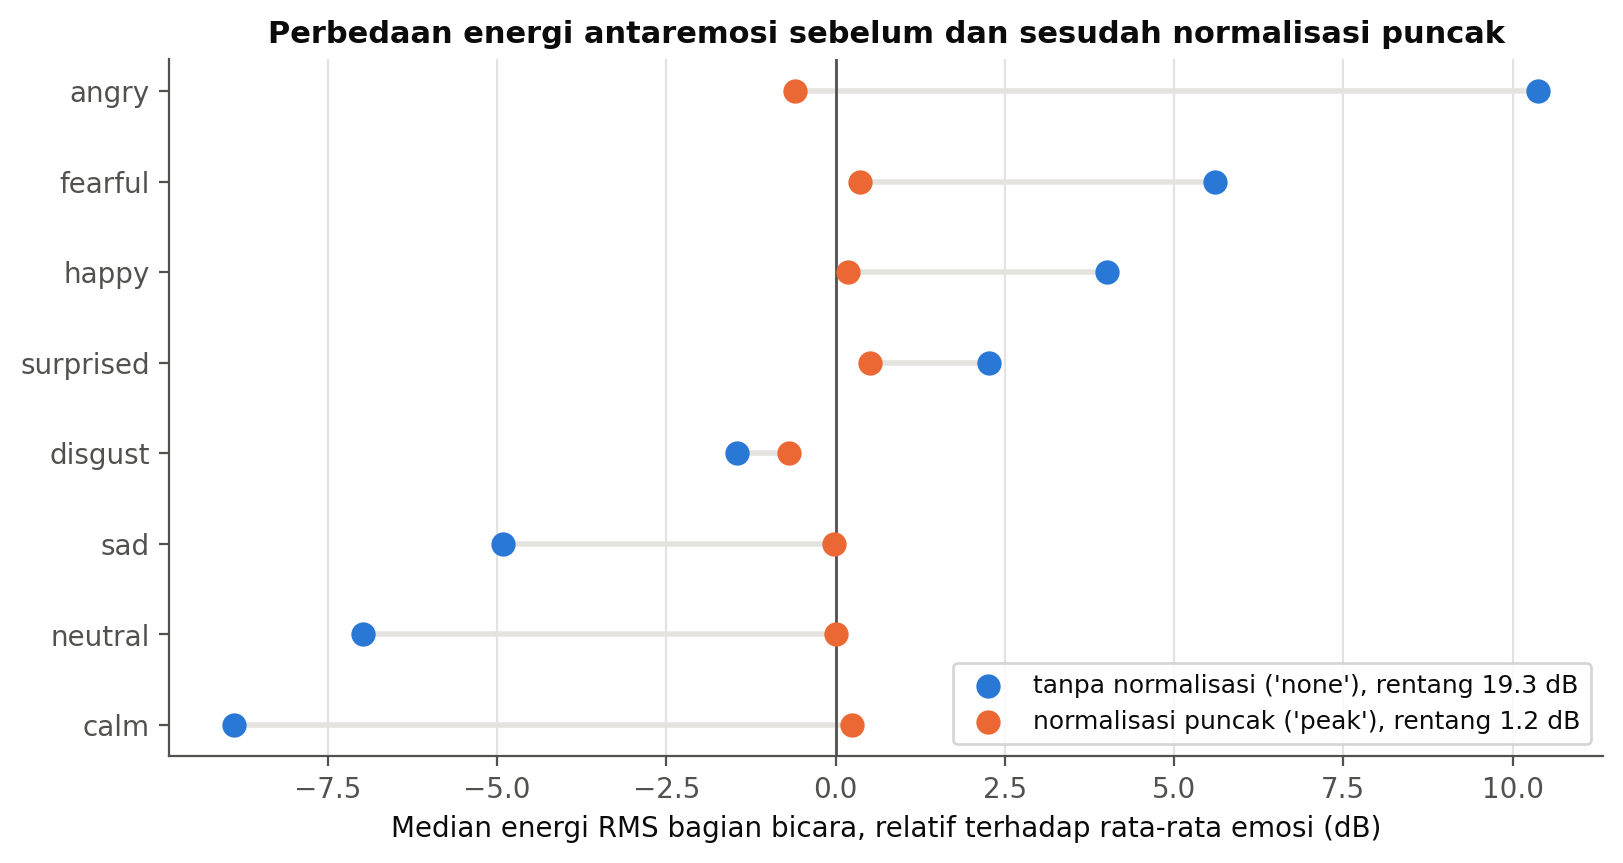 Perbedaan energi antaremosi sebelum dan sesudah normalisasi puncak
angry
fearful
happy
surprised
disgust
sad
neutral
calm
tanpa normalisasi ('none'), rentang 19.3 dB
normalisasi puncak ('peak'), rentang 1.2 dB
−7.5 −5.0 −2.5 0.0 2.5 5.0 7.5 10.0
Median energi RMS bagian bicara, relatif terhadap rata-rata emosi (dB)